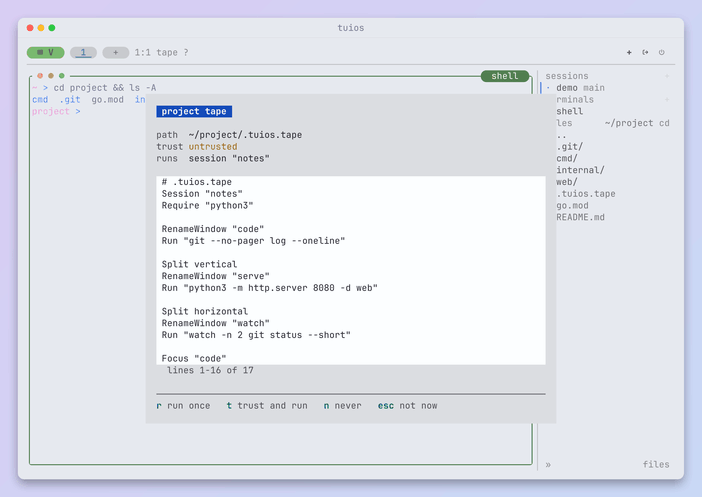 tuios
V 1 + 1:1 tape ?
shell
~ > cd project && ls -A
cmd .git go.mod in
project >
project tape
path ~/project/.tuios.tape
trust untrusted
runs session "notes"
# .tuios.tape
Session "notes"
Require "python3"
RenameWindow "code"
Run "git --no-pager log --oneline"
Split vertical
RenameWindow "serve"
Run "python3 -m http.server 8080 -d web"
Split horizontal
RenameWindow "watch"
Run "watch -n 2 git status --short"
Focus "code"
lines 1-16 of 17
r run once t trust and run n never esc not now
sessions
· demo main
rminals
shell
les ~/project cd
..
.git/
cmd/
internal/
web/
.tuios.tape
go.mod
README.md
» files